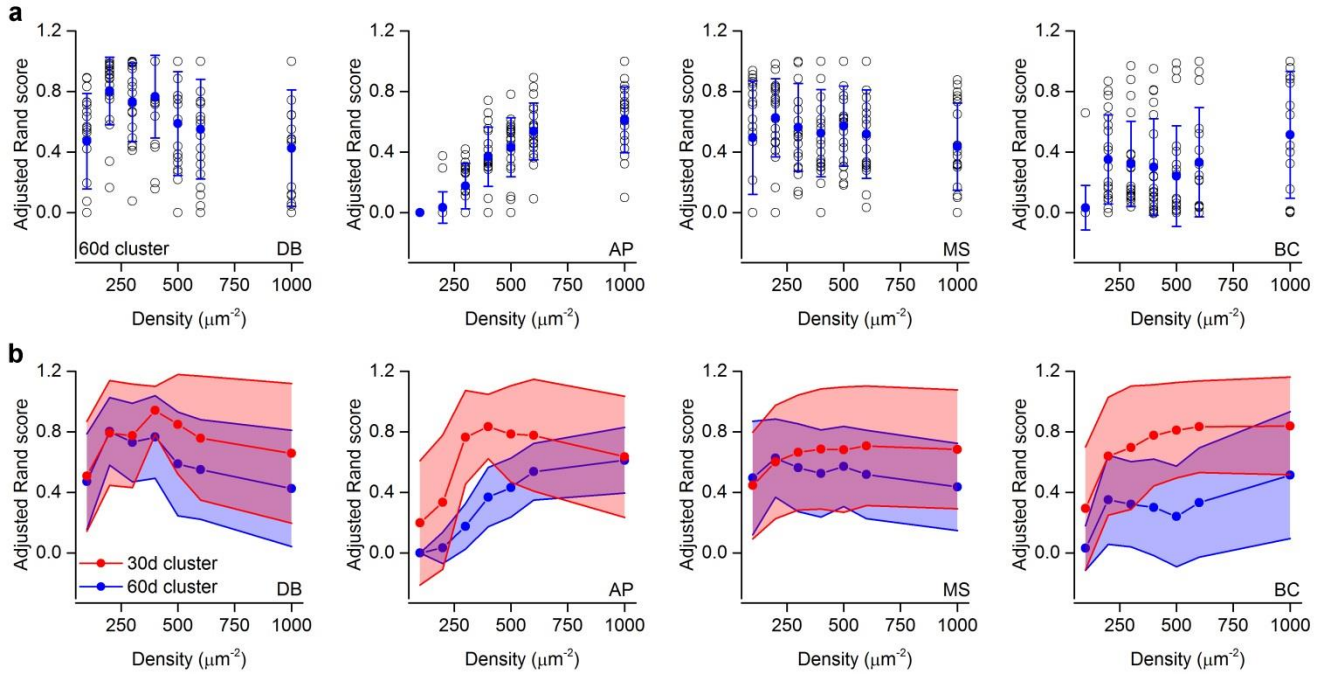 a
Adjusted Rand score
1.2
0.8
0.4
0.0
60d cluster
DB
250 500 750 1000
Density (μm⁻²)
Adjusted Rand score
1.2
0.8
0.4
0.0
AP
250 500 750 1000
Density (μm⁻²)
Adjusted Rand score
1.2
0.8
0.4
0.0
MS
250 500 750 1000
Density (μm⁻²)
Adjusted Rand score
1.2
0.8
0.4
0.0
BC
250 500 750 1000
Density (μm⁻²)
b
Adjusted Rand score
1.2
0.8
0.4
0.0
30d cluster
60d cluster
DB
250 500 750 1000
Density (μm⁻²)
Adjusted Rand score
1.2
0.8
0.4
0.0
AP
250 500 750 1000
Density (μm⁻²)
Adjusted Rand score
1.2
0.8
0.4
0.0
MS
250 500 750 1000
Density (μm⁻²)
Adjusted Rand score
1.2
0.8
0.4
0.0
BC
250 500 750 1000
Density (μm⁻²)